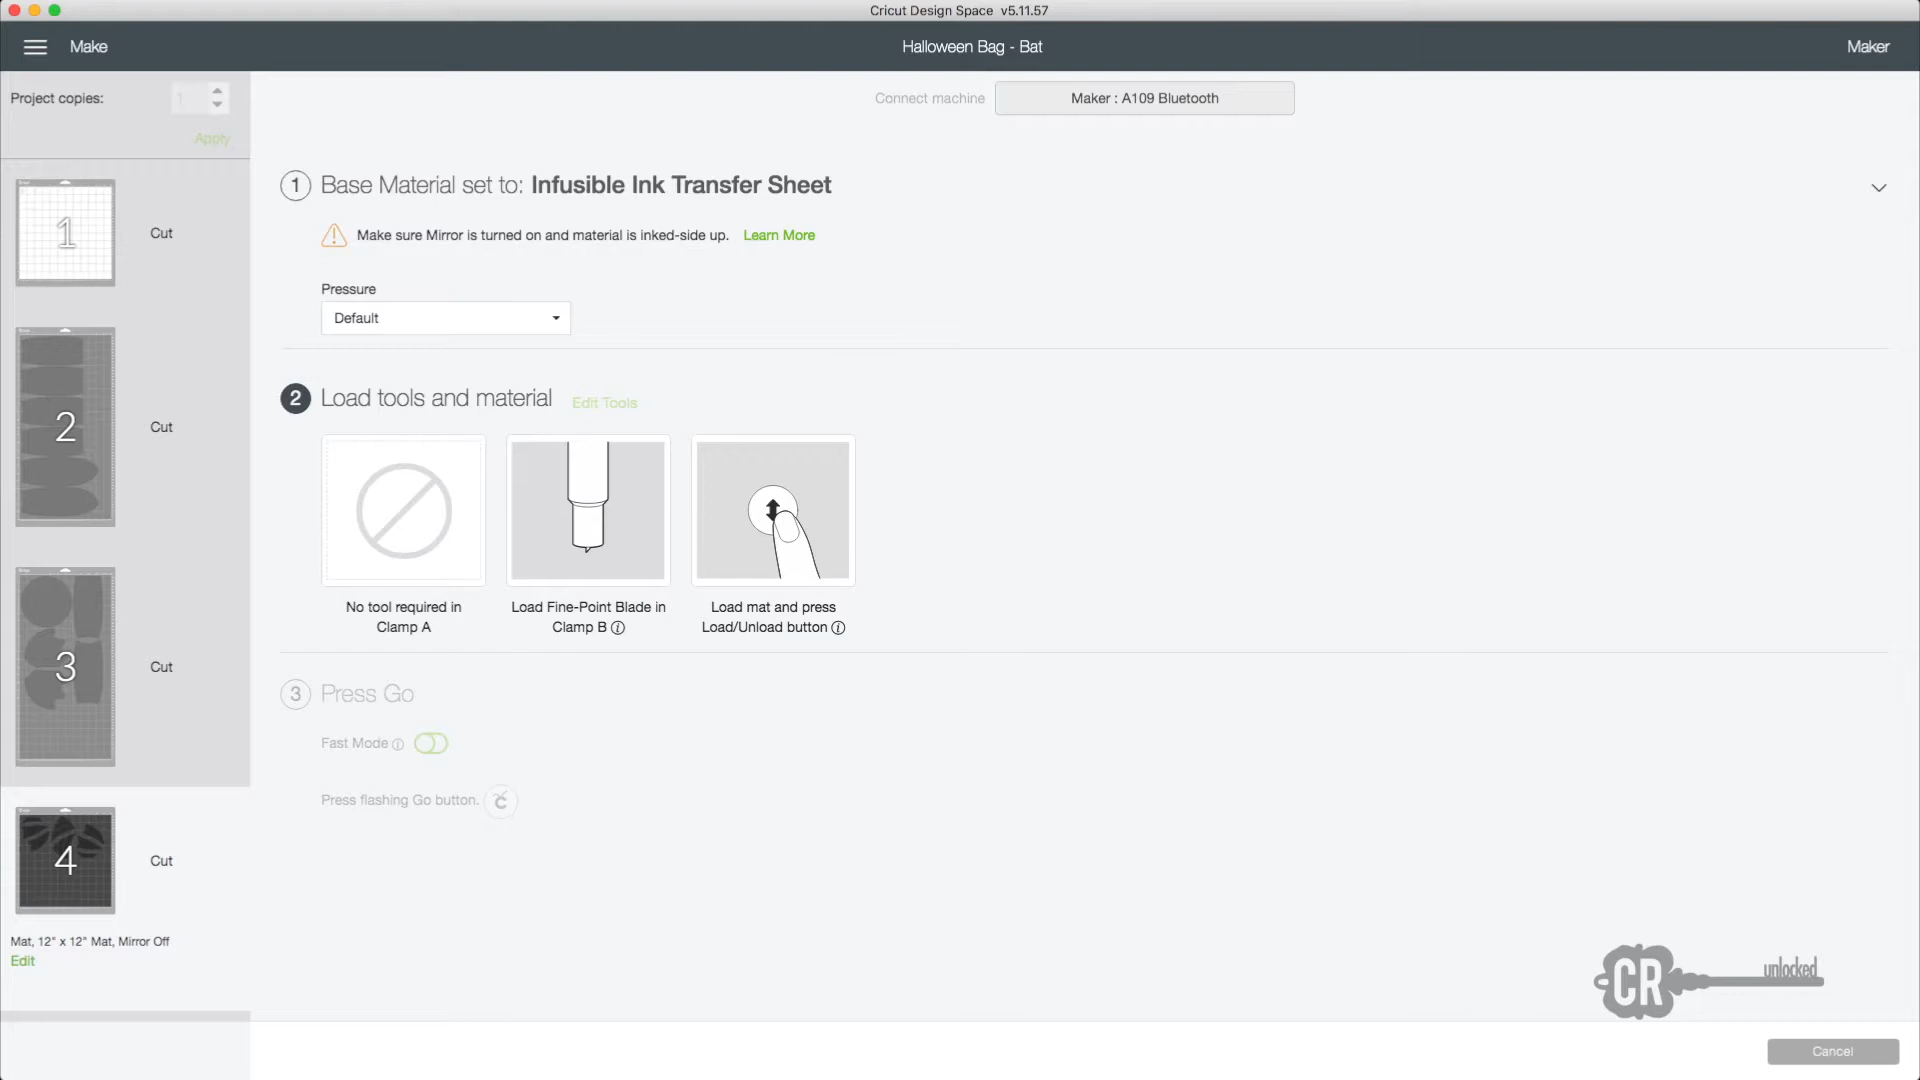 Cricut Design Space v5.11.57
Make
Halloween Bag - Bat
Maker
Project copies:
1
Apply
Connect machine
Maker : A109 Bluetooth
1
Cut
2
Cut
3
Cut
4
Cut
Mat, 12" x 12" Mat, Mirror Off
Edit
1 Base Material set to: Infusible Ink Transfer Sheet
Make sure Mirror is turned on and material is inked-side up. Learn More
Pressure
Default
2 Load tools and material Edit Tools
No tool required in
Clamp A
Load Fine-Point Blade in
Clamp B
Load mat and press
Load/Unload button
3 Press Go
Fast Mode
Press flashing Go button.
CR unlocked
Cancel